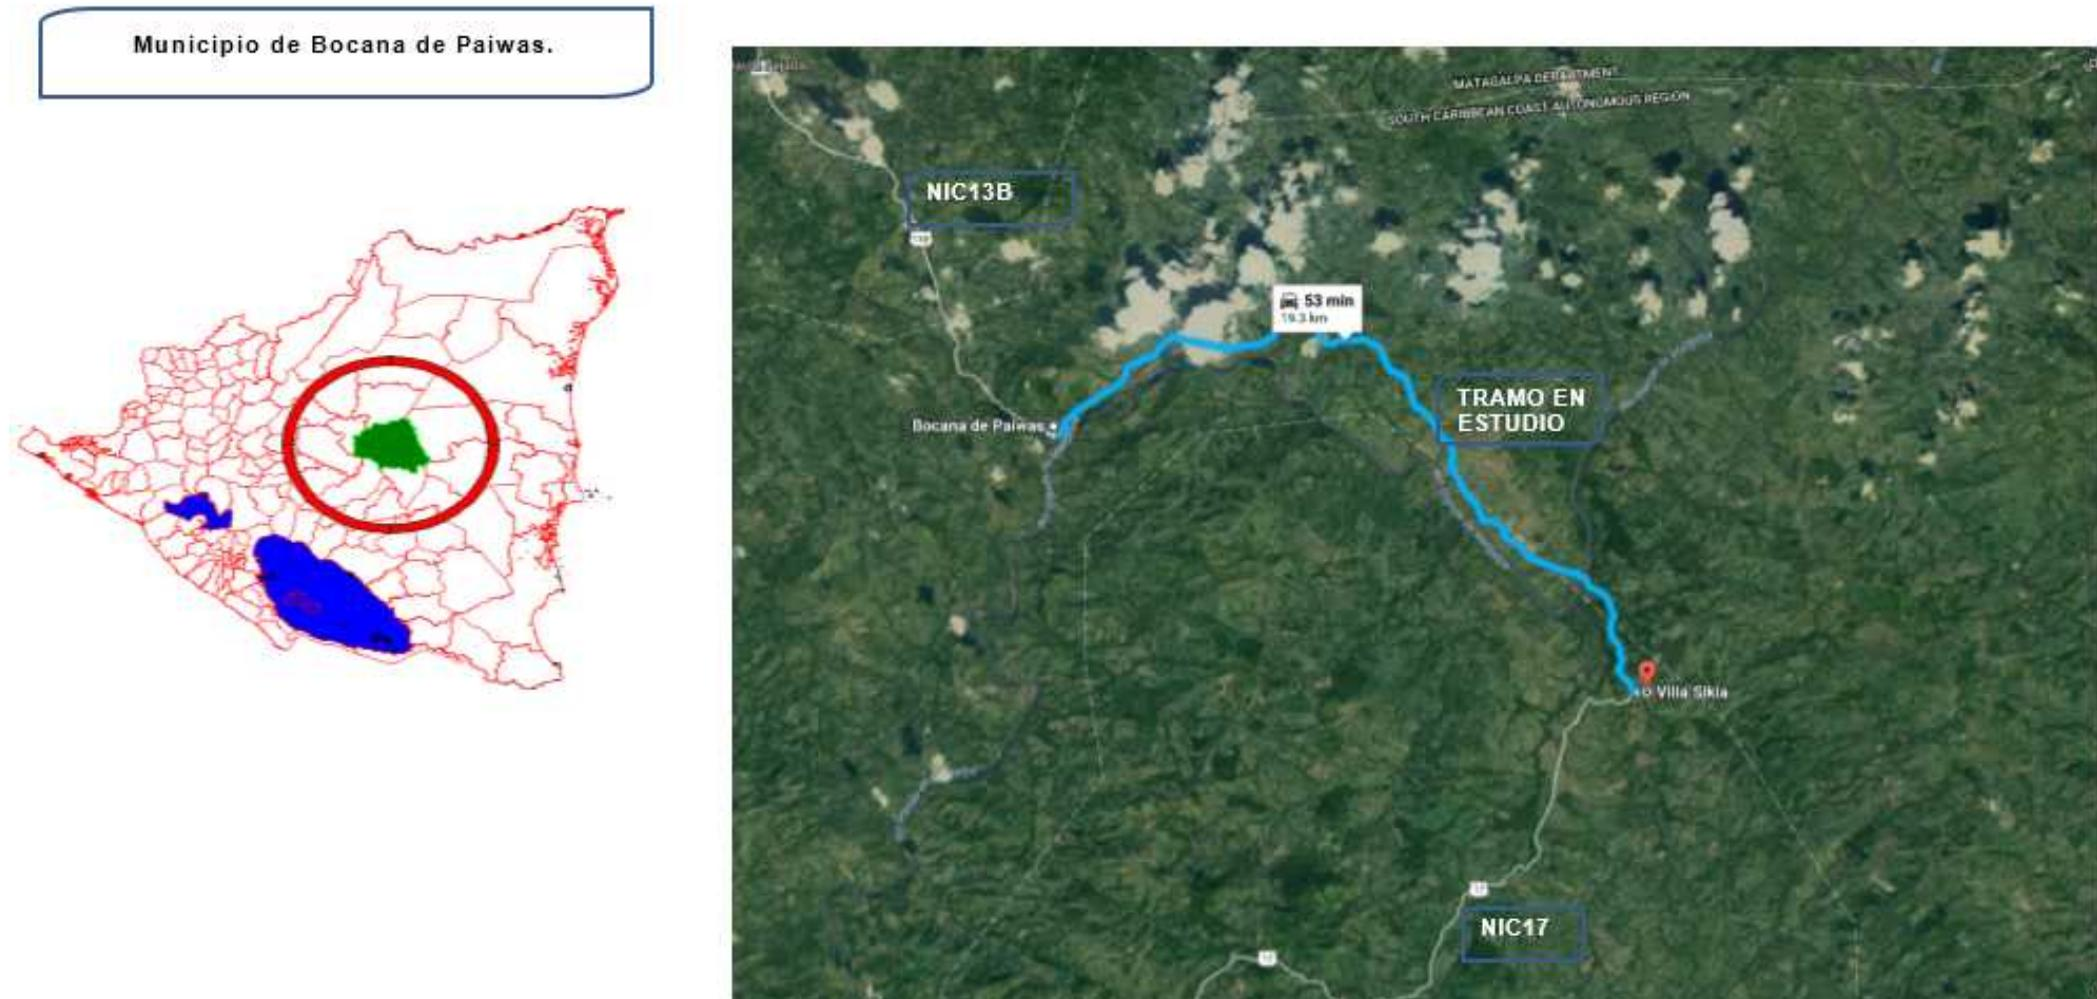 Municipio de Bocana de Paiwas.
MATAGALPA DEPARTMENT
SOUTH CARIBBEAN COAST AUTONOMOUS REGION
NIC13B
53 min
19.3 km
TRAMO EN
ESTUDIO
Bocana de Paiwas
Villa Sikia
NIC17